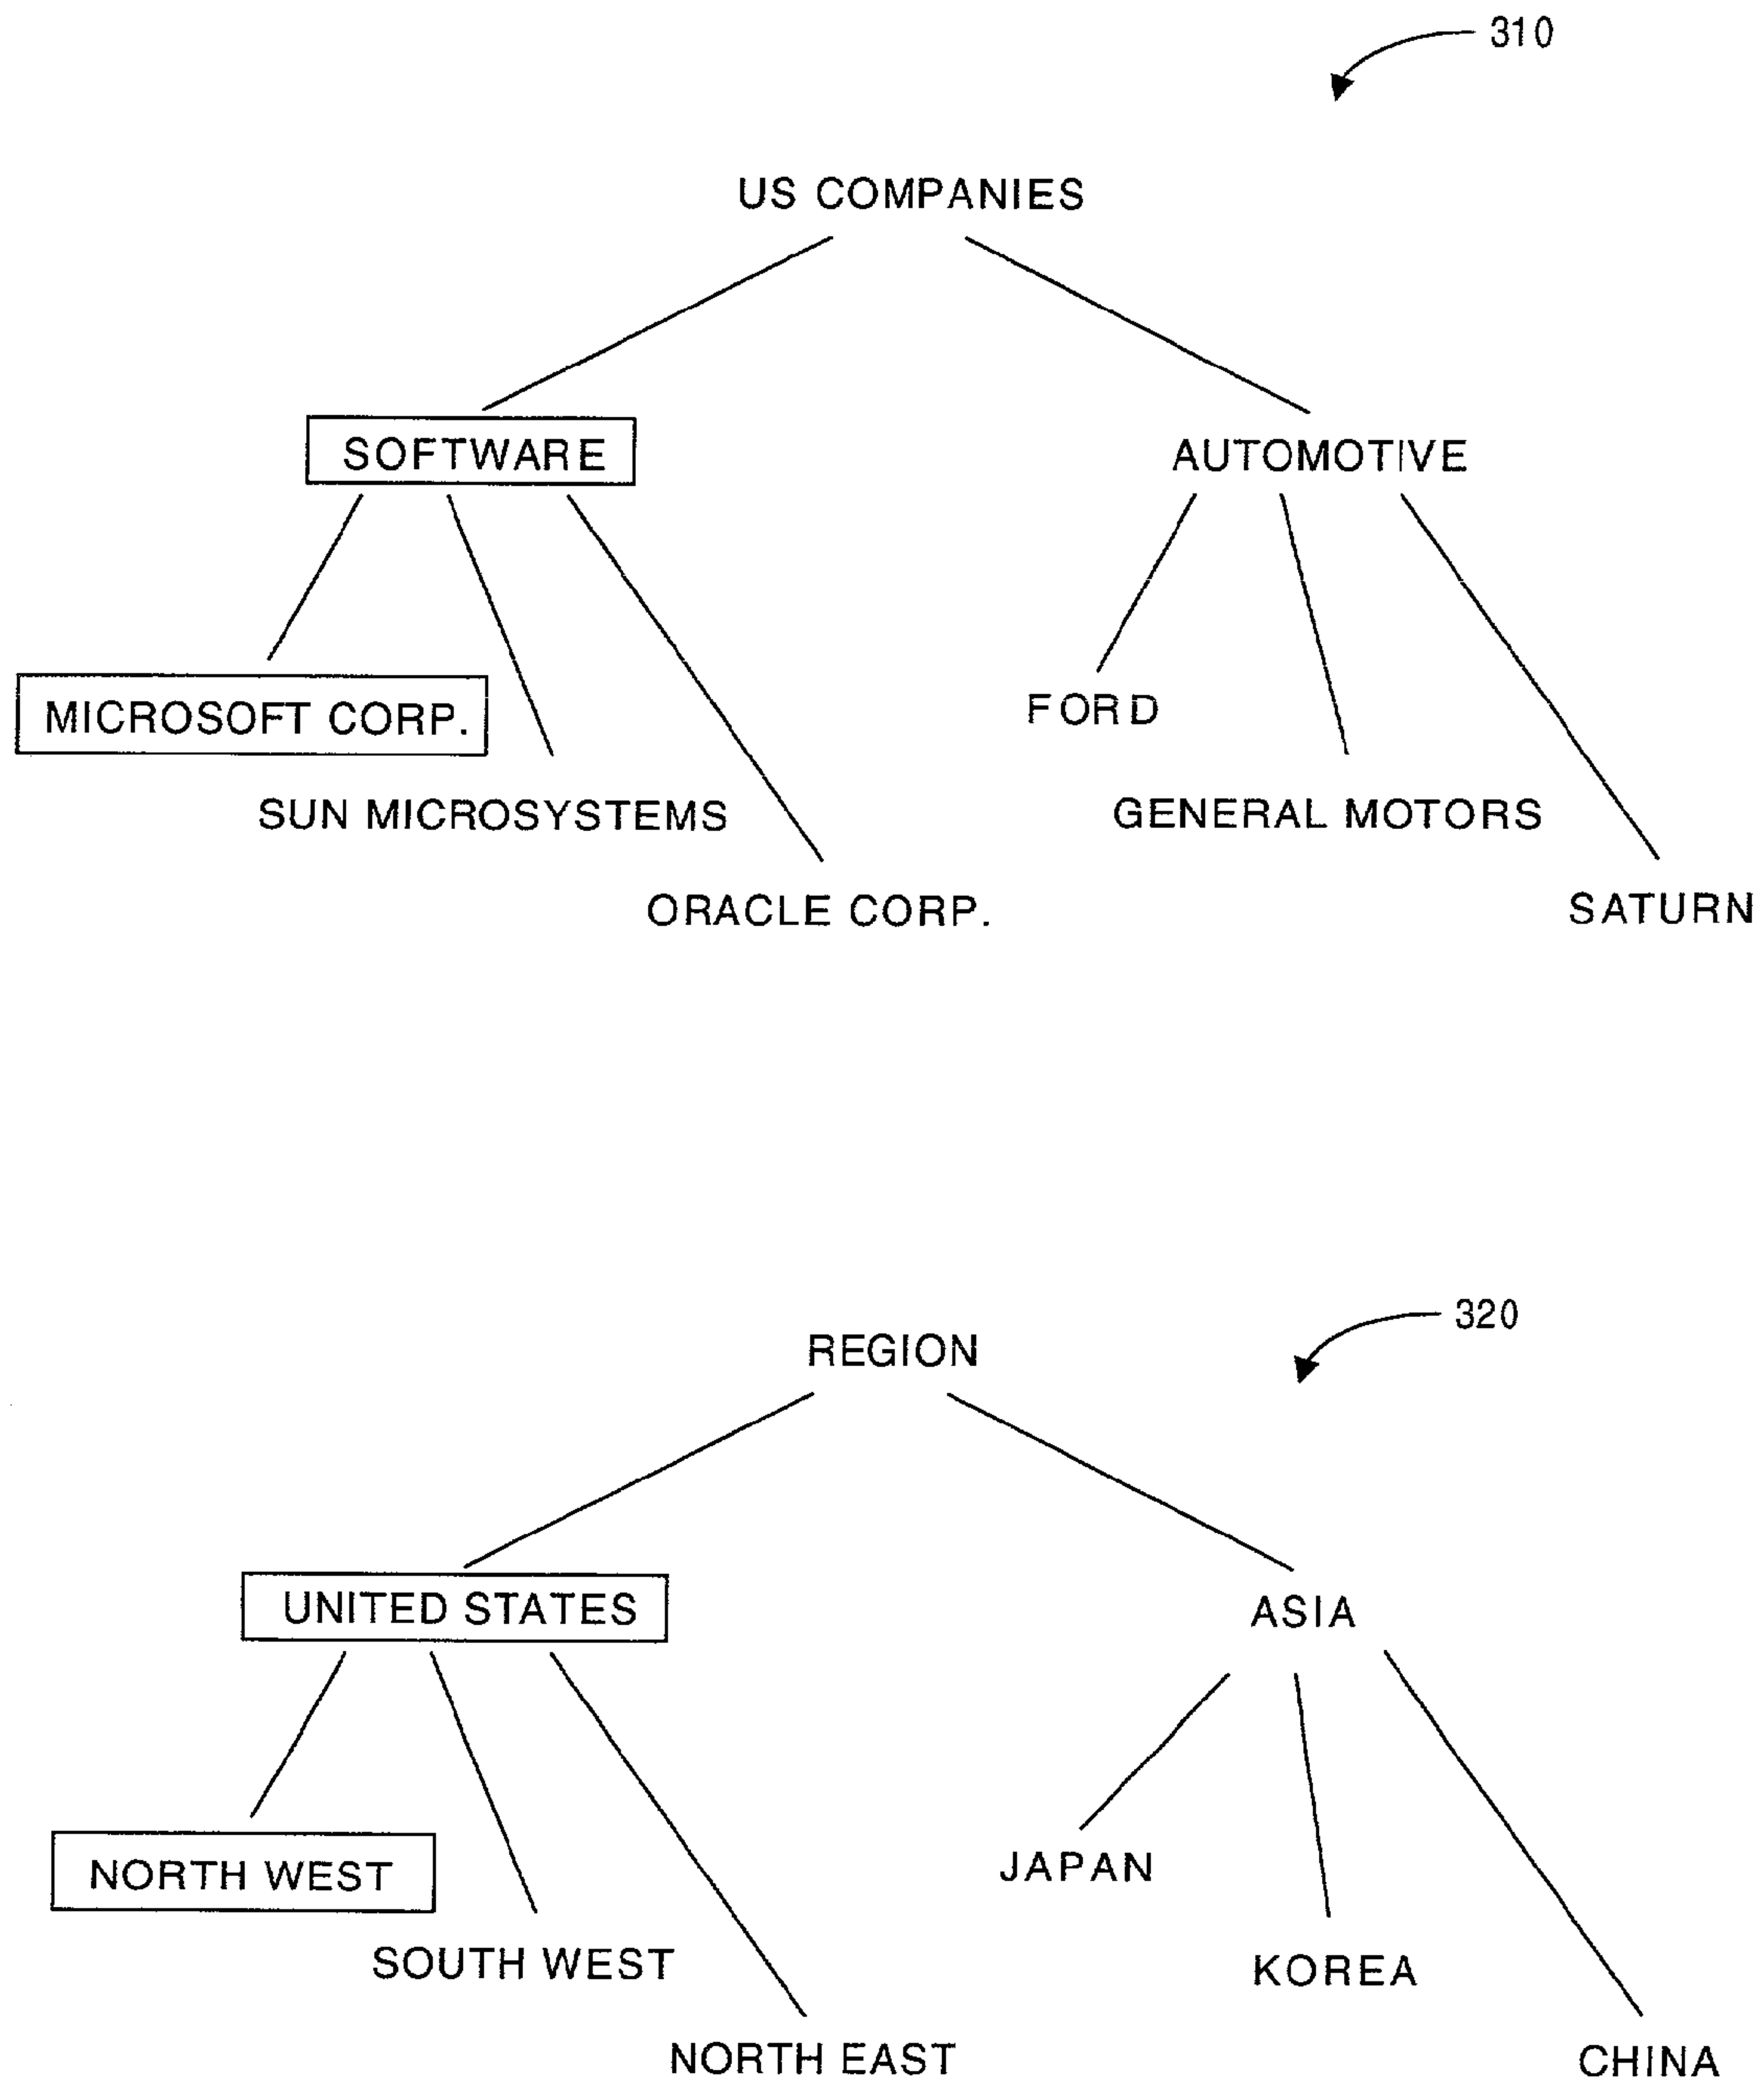 310
US COMPANIES
SOFTWARE
AUTOMOTIVE
MICROSOFT CORP.
FORD
SUN MICROSYSTEMS
GENERAL MOTORS
ORACLE CORP.
SATURN
320
REGION
UNITED STATES
ASIA
NORTH WEST
JAPAN
SOUTH WEST
KOREA
NORTH EAST
CHINA